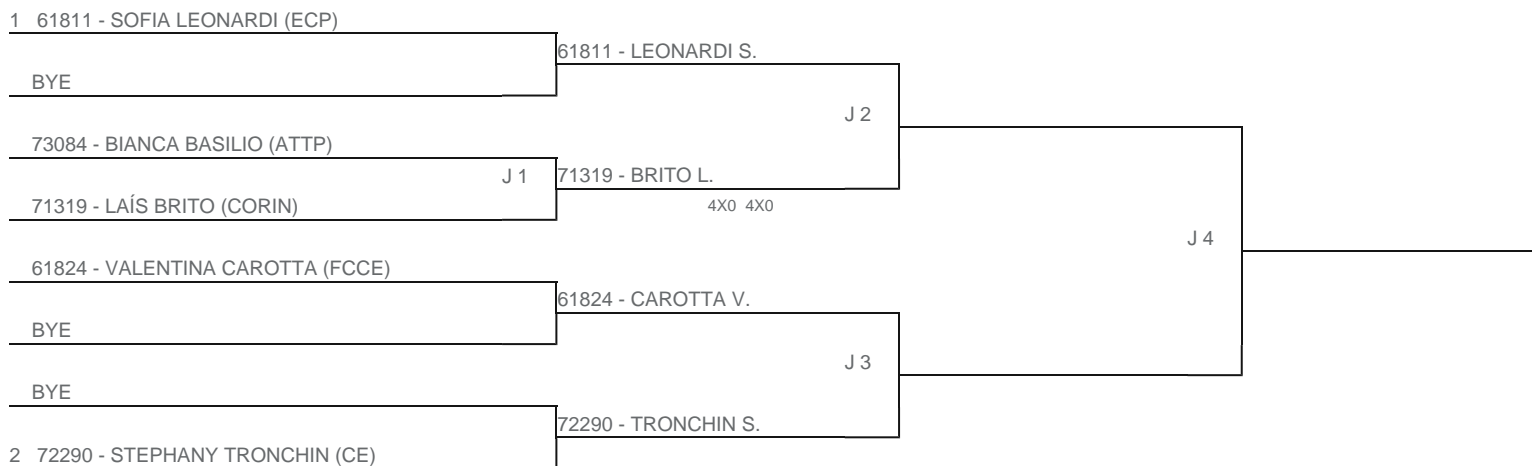 1 61811 - SOFIA LEONARDI (ECP)
61811 - LEONARDI S.
BYE
J 2
73084 - BIANCA BASILIO (ATTP)
J 1
71319 - BRITO L.
71319 - LAÍS BRITO (CORIN)
4X0 4X0
J 4
61824 - VALENTINA CAROTTA (FCCE)
61824 - CAROTTA V.
BYE
J 3
BYE
72290 - TRONCHIN S.
2 72290 - STEPHANY TRONCHIN (CE)